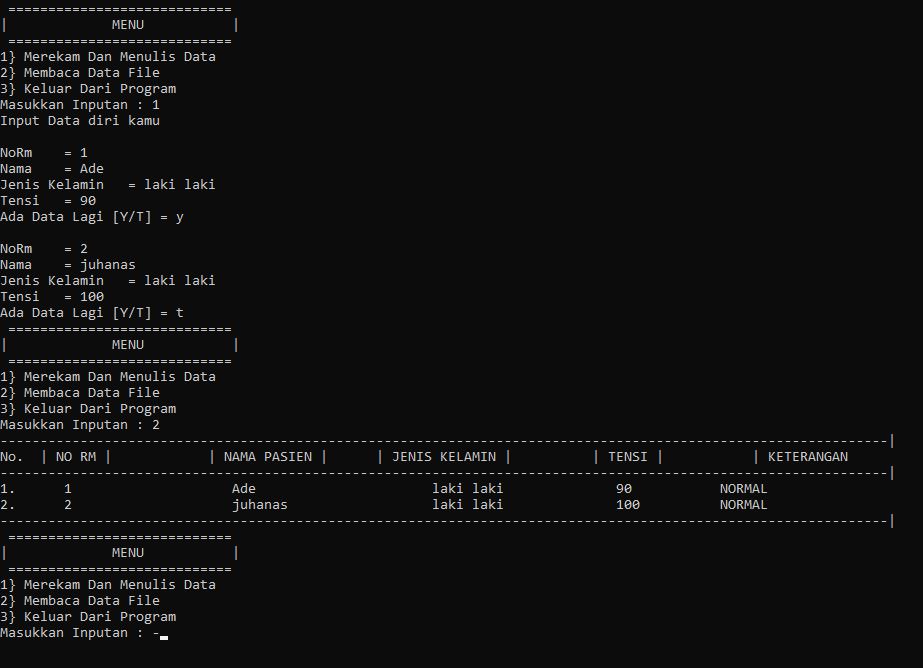 ============================
|             MENU           |
============================
1} Merekam Dan Menulis Data
2} Membaca Data File
3} Keluar Dari Program
Masukkan Inputan : 1
Input Data diri kamu
NoRm    = 1
Nama    = Ade
Jenis Kelamin   = laki laki
Tensi   = 90
Ada Data Lagi [Y/T] = y
NoRm    = 2
Nama    = juhanas
Jenis Kelamin   = laki laki
Tensi   = 100
Ada Data Lagi [Y/T] = t
============================
|             MENU           |
============================
1} Merekam Dan Menulis Data
2} Membaca Data File
3} Keluar Dari Program
Masukkan Inputan : 2
---------------------------------------------------------------------------------------------------------------|
No.  | NO RM |            | NAMA PASIEN |      | JENIS KELAMIN |          | TENSI |           | KETERANGAN
---------------------------------------------------------------------------------------------------------------|
1.      1                    Ade                      laki laki              90           NORMAL
2.      2                    juhanas                  laki laki              100          NORMAL
---------------------------------------------------------------------------------------------------------------|
============================
|             MENU           |
============================
1} Merekam Dan Menulis Data
2} Membaca Data File
3} Keluar Dari Program
Masukkan Inputan : -